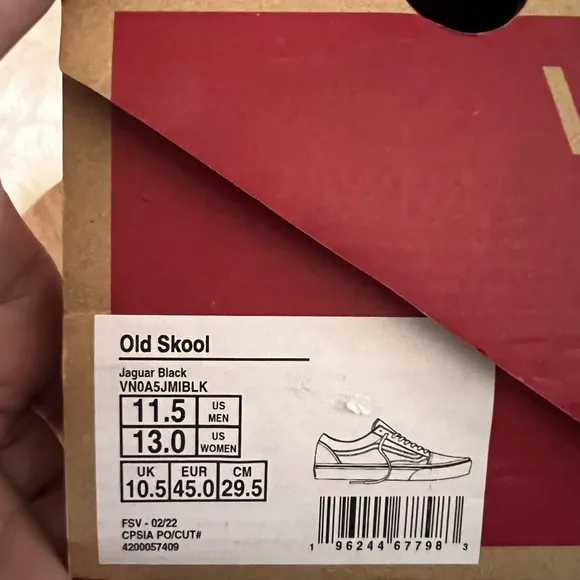 Old Skool
Jaguar Black
VN0A5JMIBLK
11.5 US MEN
13.0 US WOMEN
UK EUR CM
10.5 45.0 29.5
FSV - 02/22
CPSIA PO/CUT#
4200057409
1 96244 67798 3